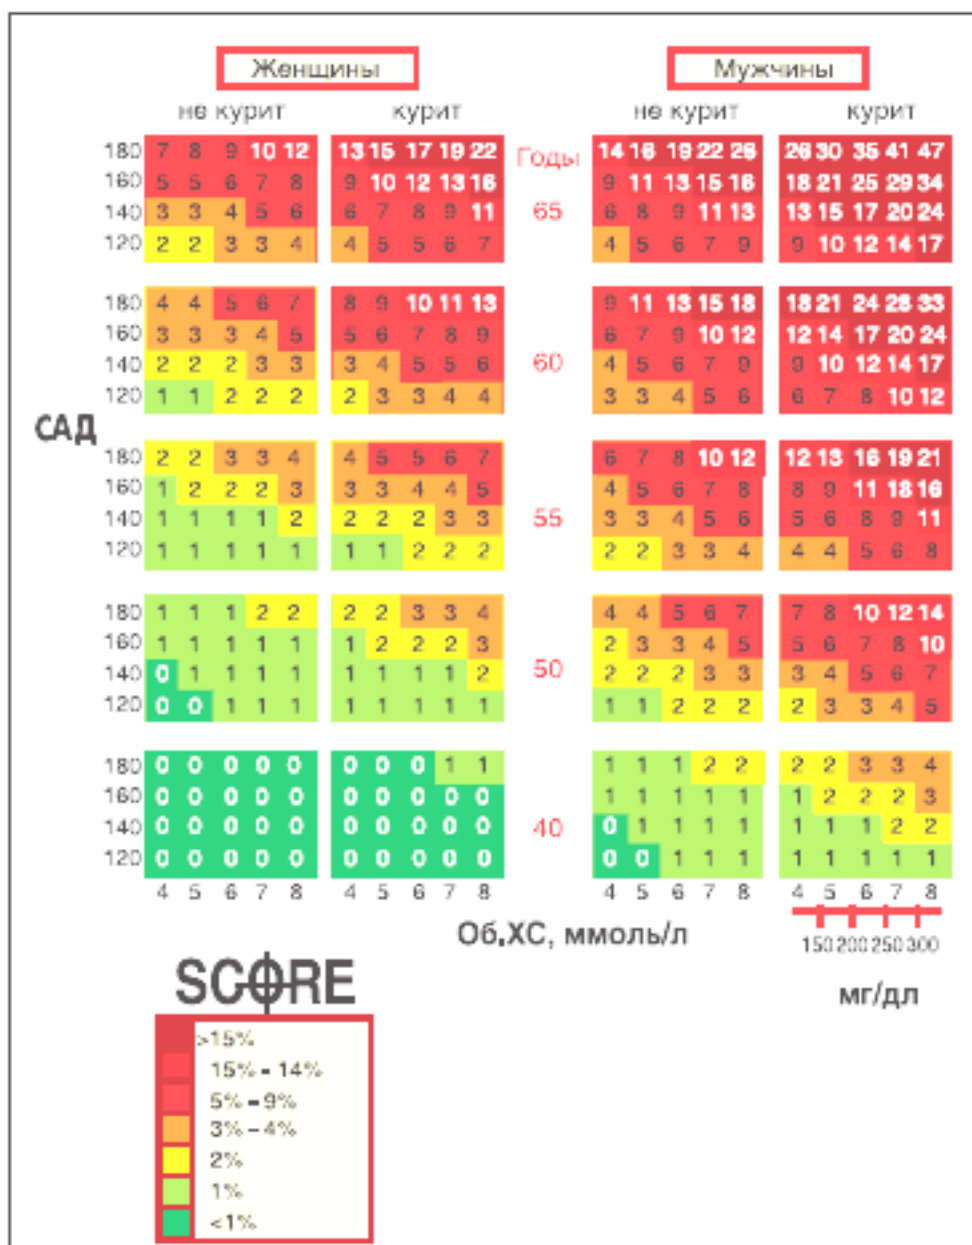 Женщины Мужчины
не курит курит не курит курит
180 7 8 9 10 12 13 15 17 19 22 Годы 14 16 19 22 26 26 30 35 41 47
160 5 5 6 7 8 9 10 12 13 16 9 11 13 15 16 18 21 25 29 34
140 3 3 4 5 6 6 7 8 9 11 65 6 8 9 11 13 13 15 17 20 24
120 2 2 3 3 4 4 5 5 6 7 4 5 6 7 9 9 10 12 14 17
180 4 4 5 6 7 8 9 10 11 13 9 11 13 15 18 18 21 24 28 33
160 3 3 3 4 5 5 6 7 8 9 6 7 9 10 12 12 14 17 20 24
140 2 2 2 3 3 3 4 5 5 6 60 4 5 6 7 9 9 10 12 14 17
120 1 1 2 2 2 2 3 3 4 4 3 3 4 5 6 6 7 8 10 12
САД
180 2 2 3 3 4 4 5 5 6 7 6 7 8 10 12 12 13 16 19 21
160 1 2 2 2 3 3 3 4 4 5 4 5 6 7 8 8 9 11 18 16
140 1 1 1 1 2 2 2 2 3 3 55 3 3 4 5 6 5 6 8 9 11
120 1 1 1 1 1 1 1 2 2 2 2 2 3 3 4 4 4 5 6 8
180 1 1 1 2 2 2 2 3 3 4 4 4 5 6 7 7 8 10 12 14
160 1 1 1 1 1 1 2 2 2 3 2 3 3 4 5 5 6 7 8 10
140 0 1 1 1 1 1 1 1 1 2 50 2 2 2 3 3 3 4 5 6 7
120 0 0 1 1 1 1 1 1 1 1 1 1 2 2 2 2 3 3 4 5
180 0 0 0 0 0 0 0 0 1 1 1 1 1 2 2 2 2 3 3 4
160 0 0 0 0 0 0 0 0 0 0 1 1 1 1 1 1 2 2 2 3
140 0 0 0 0 0 0 0 0 0 0 40 0 1 1 1 1 1 1 1 2 2
120 0 0 0 0 0 0 0 0 0 0 0 0 1 1 1 1 1 1 1 1
4 5 6 7 8 4 5 6 7 8 4 5 6 7 8 4 5 6 7 8
Об.ХС, ммоль/л
150 200 250 300
мг/дл
SCORE
>15%
15% - 14%
5% - 9%
3% - 4%
2%
1%
<1%